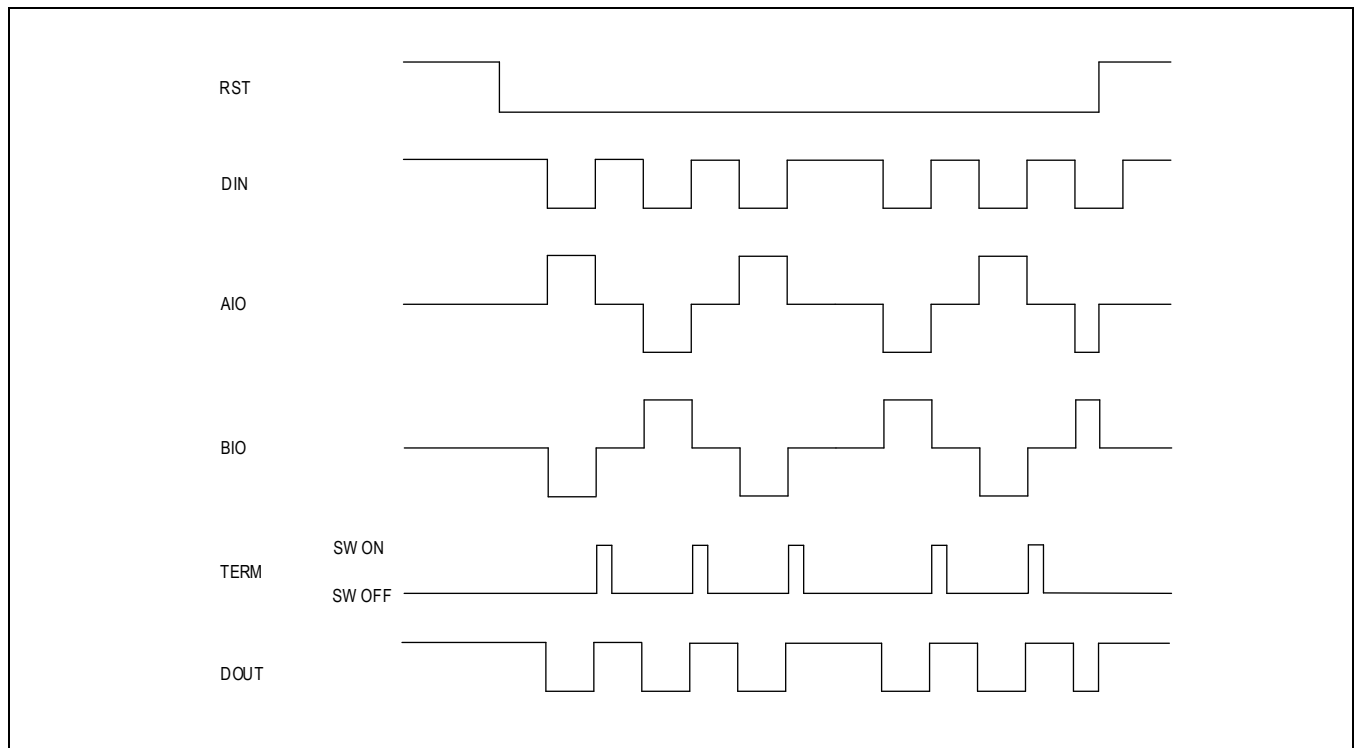 RST
DIN
AIO
BIO
SW ON
TERM
SW OFF
DOUT